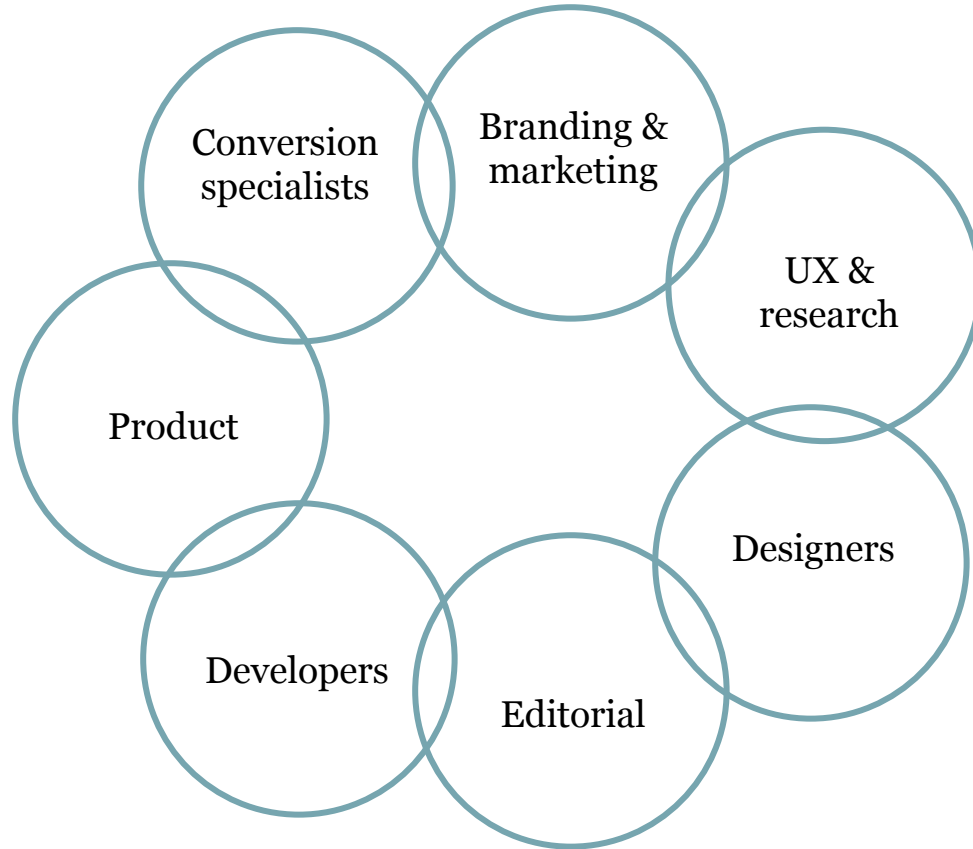 Conversion
specialists
Branding &
marketing
UX &
research
Product
Designers
Developers
Editorial